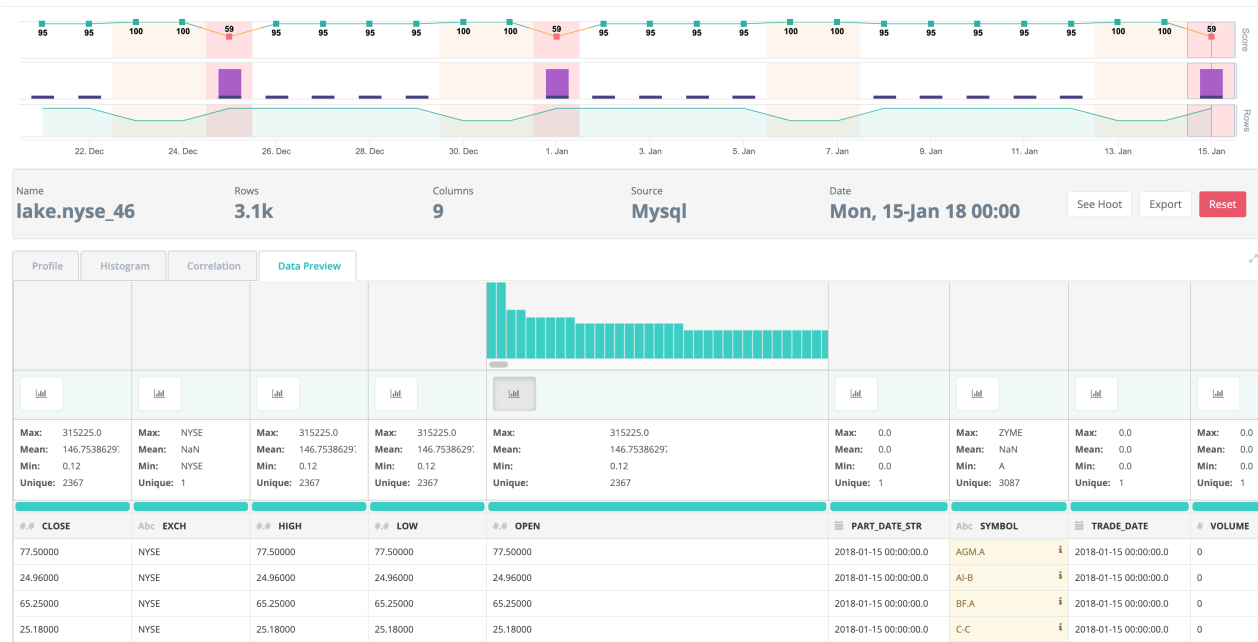 95 95 100 100 59 95 95 95 95 100 100 59 95 95 95 95 100 100 95 95 95 95 95 100 100 59
Score
Rows
22. Dec 24. Dec 26. Dec 28. Dec 30. Dec 1. Jan 3. Jan 5. Jan 7. Jan 9. Jan 11. Jan 13. Jan 15. Jan
Name Rows Columns Source Date
lake.nyse_46 3.1k 9 Mysql Mon, 15-Jan 18 00:00 See Hoot Export Reset
Profile Histogram Correlation Data Preview
Max: 315225.0 Max: NYSE Max: 315225.0 Max: 315225.0 Max: 315225.0 Max: 0.0 Max: ZYME Max: 0.0 Max: 0.0
Mean: 146.7538629 Mean: NaN Mean: 146.7538629 Mean: 146.7538629 Mean: 146.7538629 Mean: 0.0 Mean: NaN Mean: 0.0 Mean: 0.0
Min: 0.12 Min: NYSE Min: 0.12 Min: 0.12 Min: 0.12 Min: 0.0 Min: A Min: 0.0 Min: 0.0
Unique: 2367 Unique: 1 Unique: 2367 Unique: 2367 Unique: 2367 Unique: 1 Unique: 3087 Unique: 1 Unique: 1
#.# CLOSE Abc EXCH #.# HIGH #.# LOW #.# OPEN PART_DATE_STR Abc SYMBOL TRADE_DATE # VOLUME
77.50000 NYSE 77.50000 77.50000 77.50000 2018-01-15 00:00:00.0 AGM.A i 2018-01-15 00:00:00.0 0
24.96000 NYSE 24.96000 24.96000 24.96000 2018-01-15 00:00:00.0 AI-B i 2018-01-15 00:00:00.0 0
65.25000 NYSE 65.25000 65.25000 65.25000 2018-01-15 00:00:00.0 BF.A i 2018-01-15 00:00:00.0 0
25.18000 NYSE 25.18000 25.18000 25.18000 2018-01-15 00:00:00.0 C-C i 2018-01-15 00:00:00.0 0